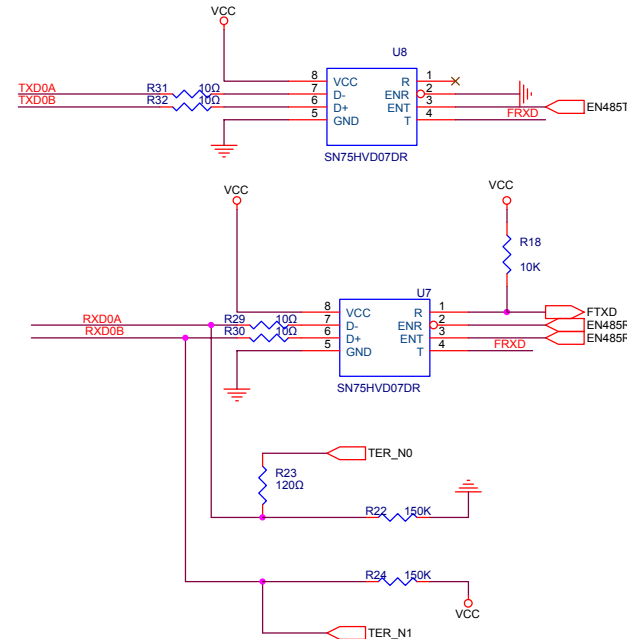 VCC
U8
TXD0A R31 10Ω 8 VCC R 1
TXD0B R32 10Ω 7 D- ENR 2
6 D+ ENT 3 EN485T
5 GND T 4 FRXD
SN75HVD07DR
VCC VCC
R18
10K
U7
8 VCC R 1 FTXD
RXD0A R29 10Ω 7 D- ENR 2 EN485R
RXD0B R30 10Ω 6 D+ ENT 3 EN485R
5 GND T 4 FRXD
SN75HVD07DR
TER_N0
R23
120Ω
R22 150K
R24 150K
VCC
TER_N1